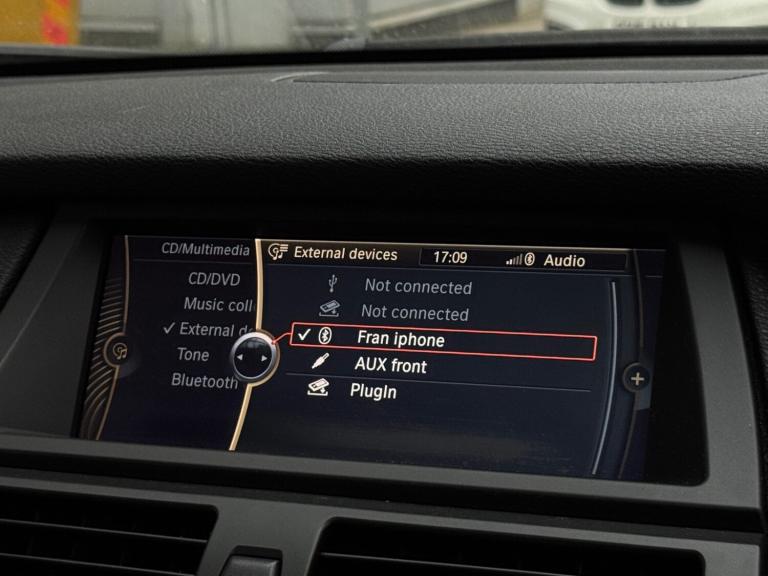 CD/Multimedia
CD/DVD
Music coll
External d
Tone
Bluetooth
External devices
17:09
Audio
Not connected
Not connected
Fran iphone
AUX front
PlugIn